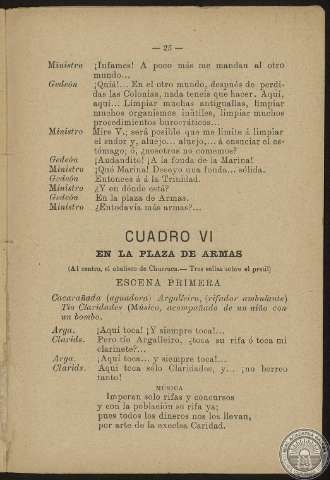 — 25 —
Ministro ¡Infames! A poco más me mandan al otro
mundo...
Gedeón ¡Quiá!... En el otro mundo, después de perdi-
das las Colonias, nada teneis que hacer. Aquí,
aquí... Limpiar muchas antiguallas, limpiar
muchos organismos inútiles, limpiar muchos
procedimientos burocráticos...
Ministro Mire V.; será posible que me limite á limpiar
el sudor y, aluejo... alujo... á ensuciar el es-
tómago; ó, ¿nosotros no comemos?
Gedeón ¡Andandito! ¡A la fonda de la Marina!
Ministro ¡Qué Marina! Deseyo una fonda... sólida.
Gedeón Entonces á á la Trinidad.
Ministro ¿Y en dónde está?
Gedeón En la plaza de Armas.
Ministro ¿Entodavía más armas?...
CUADRO VI
EN LA PLAZA DE ARMAS
(Al centro, el obelisco de Churruca.— Tres sillas sobre el pretil)
ESCENA PRIMERA
Cacarañada (aguadora) Argalleiro, (rifador ambulante)
Tio Claridades (Músico, acompañado de un niño con
un bombo.
Arga. ¡Aquí toca! ¡Y siempre toca!...
Clarids. Pero tío Argalleiro, ¿toca su rifa ó toca mi
clarinete?...
Arga. ¡Aquí toca... y siempre toca!...
Clarids. Aquí toca sólo Claridades, y... ¡no berreo
tanto!
MÚSICA
Imperan solo rifas y concursos
y con la población se rifa ya;
pues todos los dineros nos los llevan,
por arte de la excelsa Caridad.